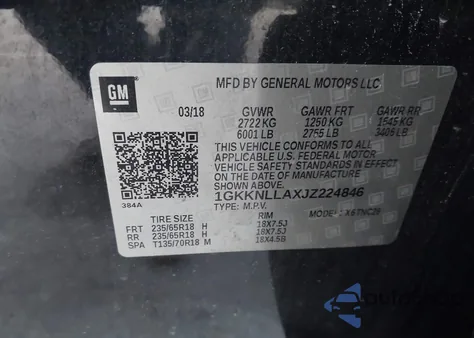 GM
MFD BY GENERAL MOTORS LLC
03/18 GVWR GAWR FRT GAWR RR
2722 KG 1250 KG 1545 KG
6001 LB 2755 LB 3405 LB
THIS VEHICLE CONFORMS TO ALL
APPLICABLE U.S. FEDERAL MOTOR
VEHICLE SAFETY STANDARDS IN
EFFECT ON THE DATE OF
MANUFACTURE SHOWN ABOVE.
1GKKNLLAXJZ224846
TYPE: M.P.V. MODEL: X6TNC26
384A
TIRE SIZE RIM
FRT 235/65R18 H 18X7.5J
RR 235/65R18 H 18X7.5J
SPA T135/70R18 M 18X4.5B